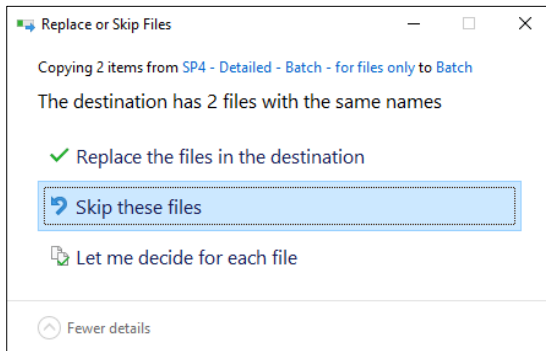 Replace or Skip Files
Copying 2 items from SP4 - Detailed - Batch - for files only to Batch
The destination has 2 files with the same names
Replace the files in the destination
Skip these files
Let me decide for each file
Fewer details